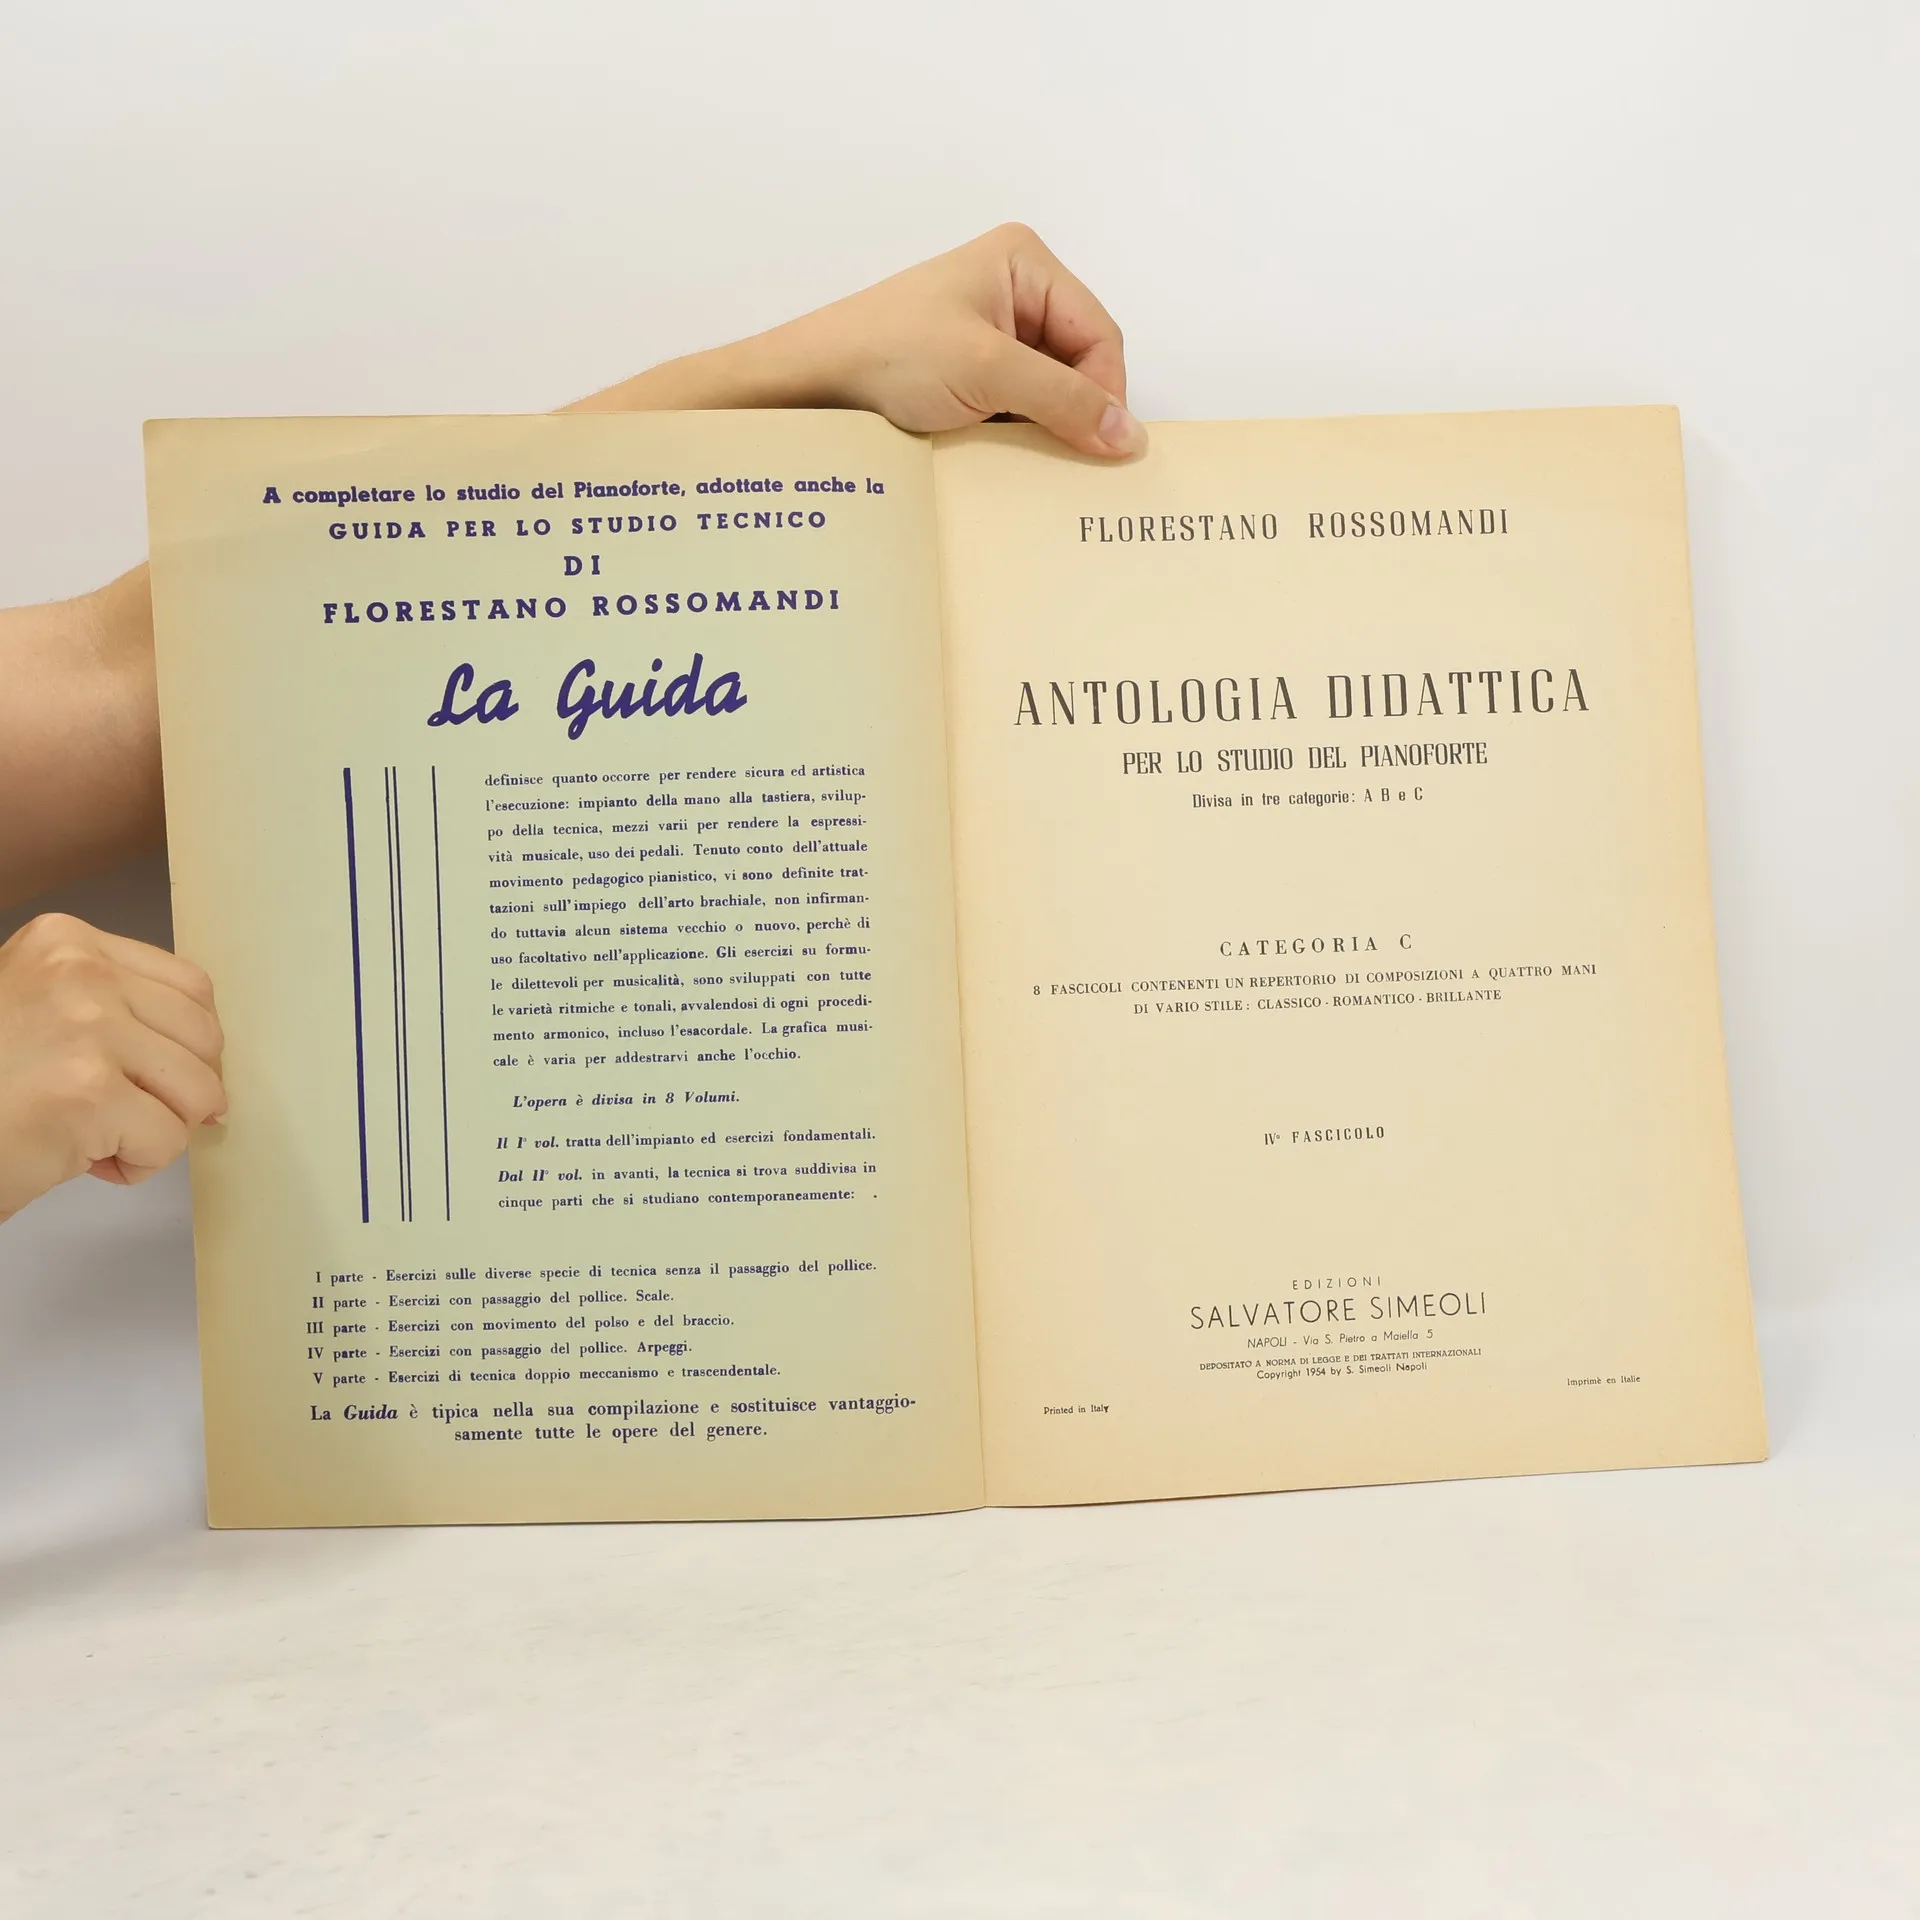 A completare lo studio del Pianoforte, adottate anche la
GUIDA PER LO STUDIO TECNICO
DI
FLORESTANO ROSSOMANDI
La Guida
definisce quanto occorre per rendere sicura ed artistica
l'esecuzione: impianto della mano alla tastiera, svilup-
po della tecnica, mezzi varii per rendere la espressi-
vità musicale, uso dei pedali. Tenuto conto dell'attuale
movimento pedagogico pianistico, vi sono definite trat-
tazioni sull'impiego dell'arto brachiale, non infirman-
do tuttavia alcun sistema vecchio o nuovo, perchè di
uso facoltativo nell'applicazione. Gli esercizi su formu-
le dilettevoli per musicalità, sono sviluppati con tutte
le varietà ritmiche e tonali, avvalendosi di ogni procedi-
mento armonico, incluso l'esacordale. La grafica musi-
cale è varia per addestrarvi anche l'occhio.
L'opera è divisa in 8 Volumi.
Il I° vol. tratta dell'impianto ed esercizi fondamentali.
Dal II° vol. in avanti, la tecnica si trova suddivisa in
cinque parti che si studiano contemporaneamente: .
I parte - Esercizi sulle diverse specie di tecnica senza il passaggio del pollice.
II parte - Esercizi con passaggio del pollice. Scale.
III parte - Esercizi con movimento del polso e del braccio.
IV parte - Esercizi con passaggio del pollice. Arpeggi.
V parte - Esercizi di tecnica doppio meccanismo e trascendentale.
La Guida è tipica nella sua compilazione e sostituisce vantaggio-
samente tutte le opere del genere.
FLORESTANO ROSSOMANDI
ANTOLOGIA DIDATTICA
PER LO STUDIO DEL PIANOFORTE
Divisa in tre categorie: A B e C
CATEGORIA C
8 FASCICOLI CONTENENTI UN REPERTORIO DI COMPOSIZIONI A QUATTRO MANI
DI VARIO STILE: CLASSICO - ROMANTICO - BRILLANTE
IV° FASCICOLO
EDIZIONI
SALVATORE SIMEOLI
NAPOLI - Via S. Pietro a Maiella 5
DEPOSITATO A NORMA DI LEGGE E DEI TRATTATI INTERNAZIONALI
Copyright 1954 by S. Simeoli Napoli
Imprimè en Italie
Printed in Italy